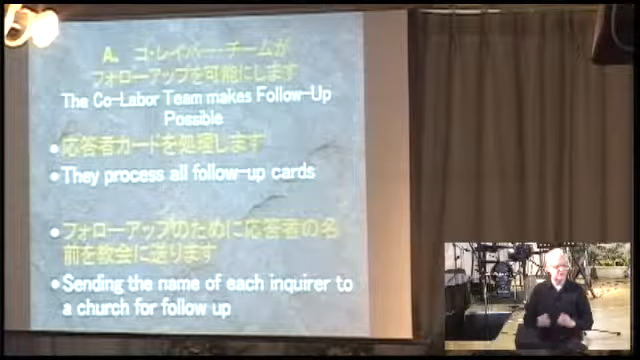 A. コ・レイバー・チームが
フォローアップを可能にします
The Co-Labor Team makes Follow-Up
Possible
•応答者カードを処理します
•They process all follow-up cards
•フォローアップのために応答者の名
前を教会に送ります
•Sending the name of each inquirer to
a church for follow up